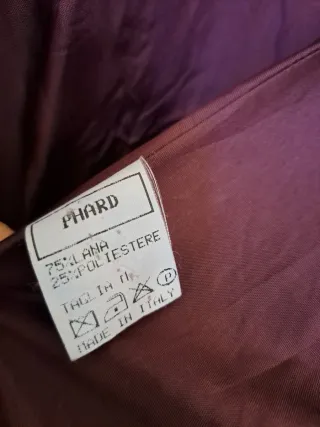 PHARD
75%LANA
25%POLIESTERE
TAGLIA M
P
MADE IN ITALY